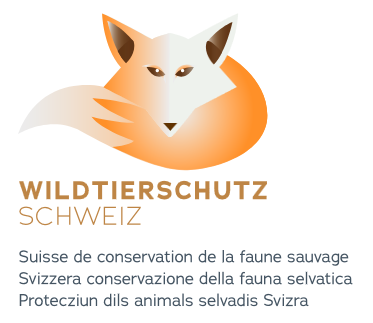 WILDTIERSCHUTZ
SCHWEIZ
Suisse de conservation de la faune sauvage
Svizzera conservazione della fauna selvatica
Protecziun dils animals selvadis Svizra